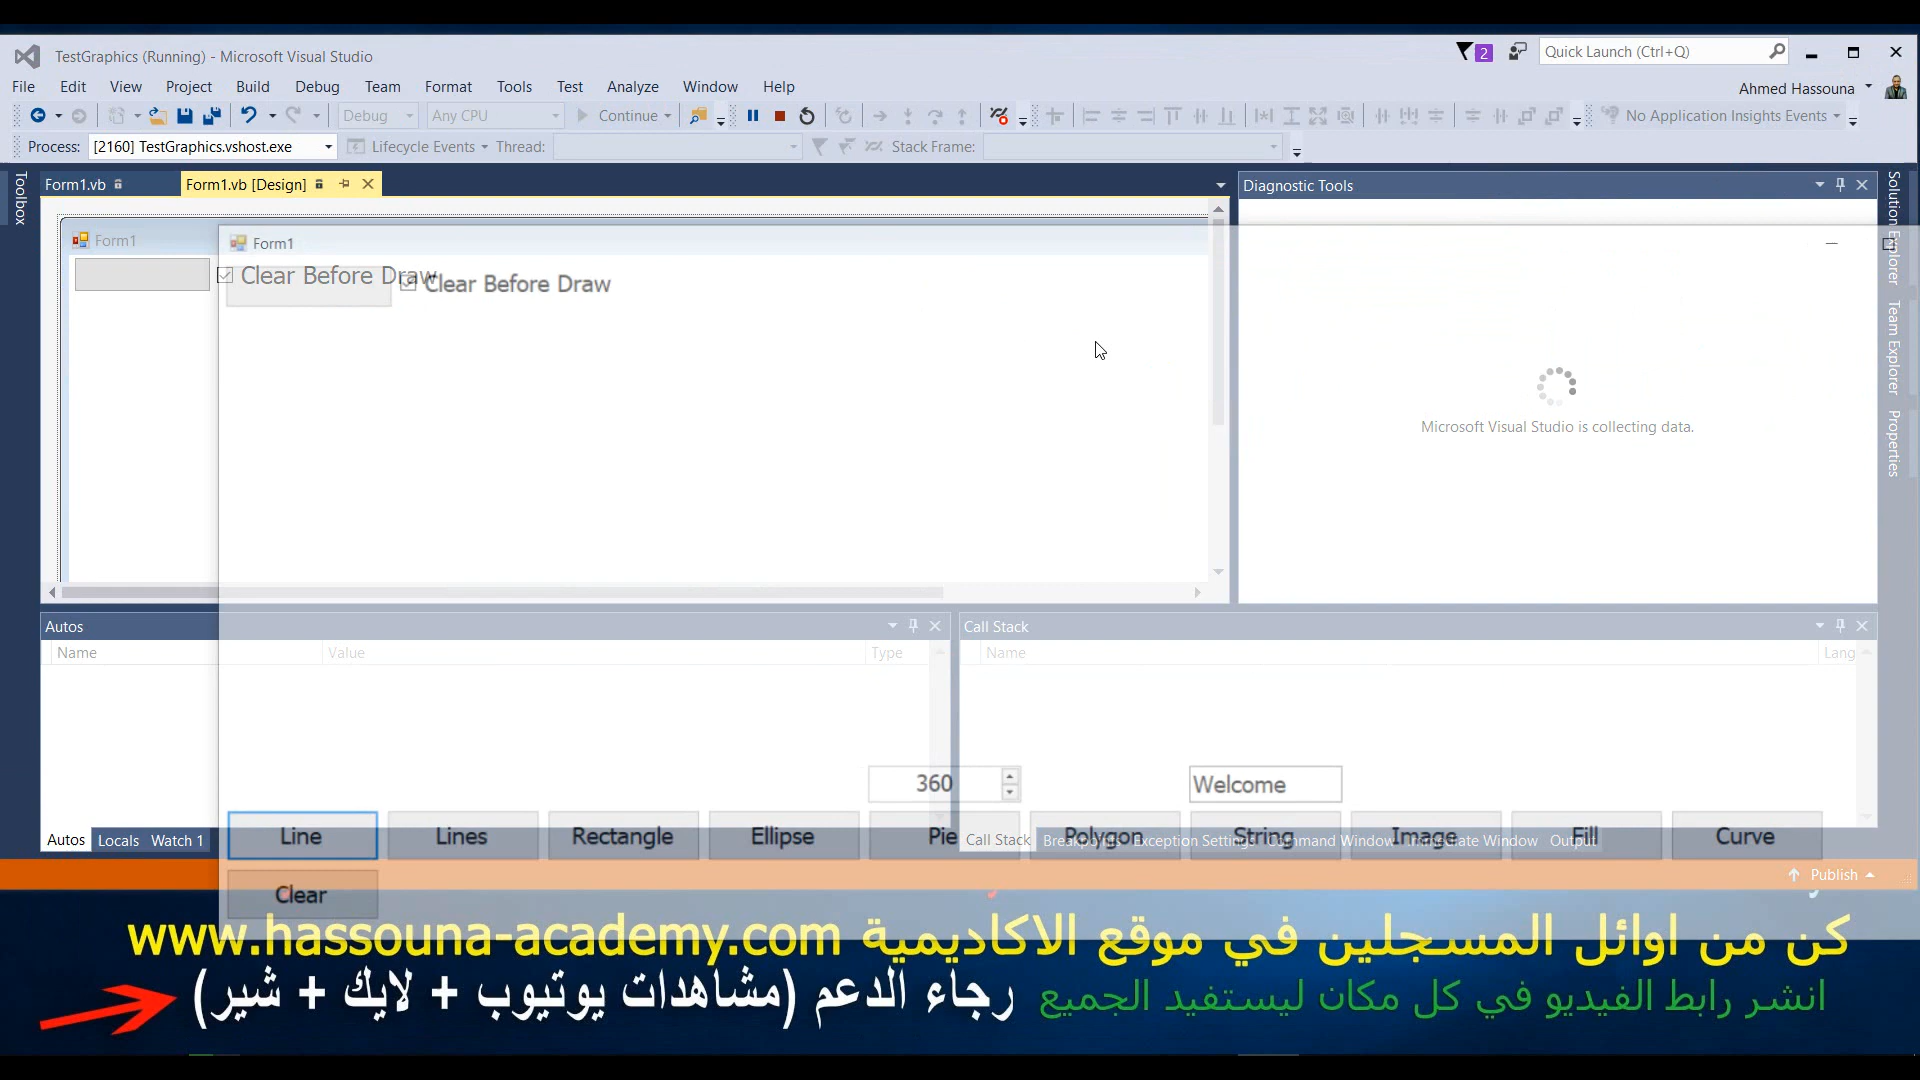 TestGraphics (Running) - Microsoft Visual Studio
2
Quick Launch (Ctrl+Q)
File Edit View Project Build Debug Team Format Tools Test Analyze Window Help
Ahmed Hassouna
Debug Any CPU Continue No Application Insights Events
Process: [2160] TestGraphics.vshost.exe Lifecycle Events Thread: Stack Frame:
Toolbox
Form1.vb Form1.vb [Design]
Diagnostic Tools
Solution Explorer
Team Explorer
Properties
Form1
Form1
Clear Before Draw
Clear Before Draw
Microsoft Visual Studio is collecting data.
Autos
Name Value Type
Call Stack
Name Lang
360
Welcome
Line Lines Rectangle Ellipse Pie Polygon String Image Fill Curve
Autos Locals Watch 1
Call Stack Breakpoints Exception Settings Command Window Immediate Window Output
Clear
Publish
كن من اوائل المسجلين في موقع الاكاديمية www.hassouna-academy.com
انشر رابط الفيديو في كل مكان ليستفيد الجميع رجاء الدعم (مشاهدات يوتيوب + لايك + شير)